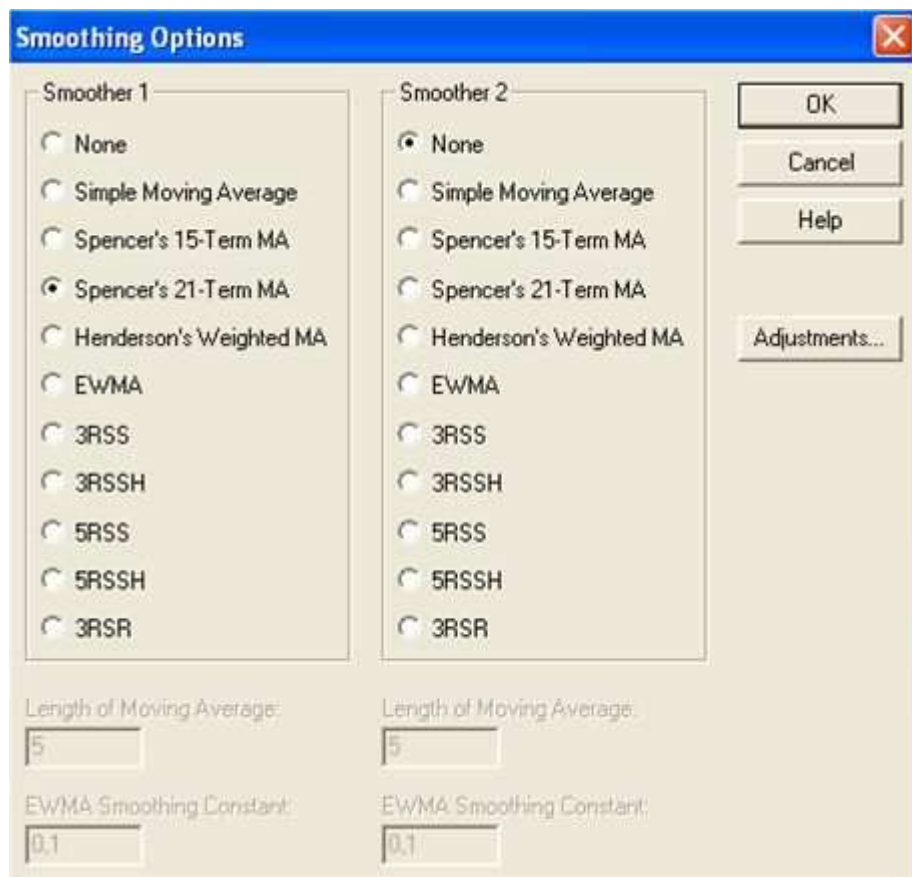 Smoothing Options
Smoother 1
None
Simple Moving Average
Spencer's 15-Term MA
Spencer's 21-Term MA
Henderson's Weighted MA
EWMA
3RSS
3RSSH
5RSS
5RSSH
3RSR
Length of Moving Average:
5
EWMA Smoothing Constant:
0,1
Smoother 2
None
Simple Moving Average
Spencer's 15-Term MA
Spencer's 21-Term MA
Henderson's Weighted MA
EWMA
3RSS
3RSSH
5RSS
5RSSH
3RSR
Length of Moving Average:
5
EWMA Smoothing Constant:
0,1
OK
Cancel
Help
Adjustments...